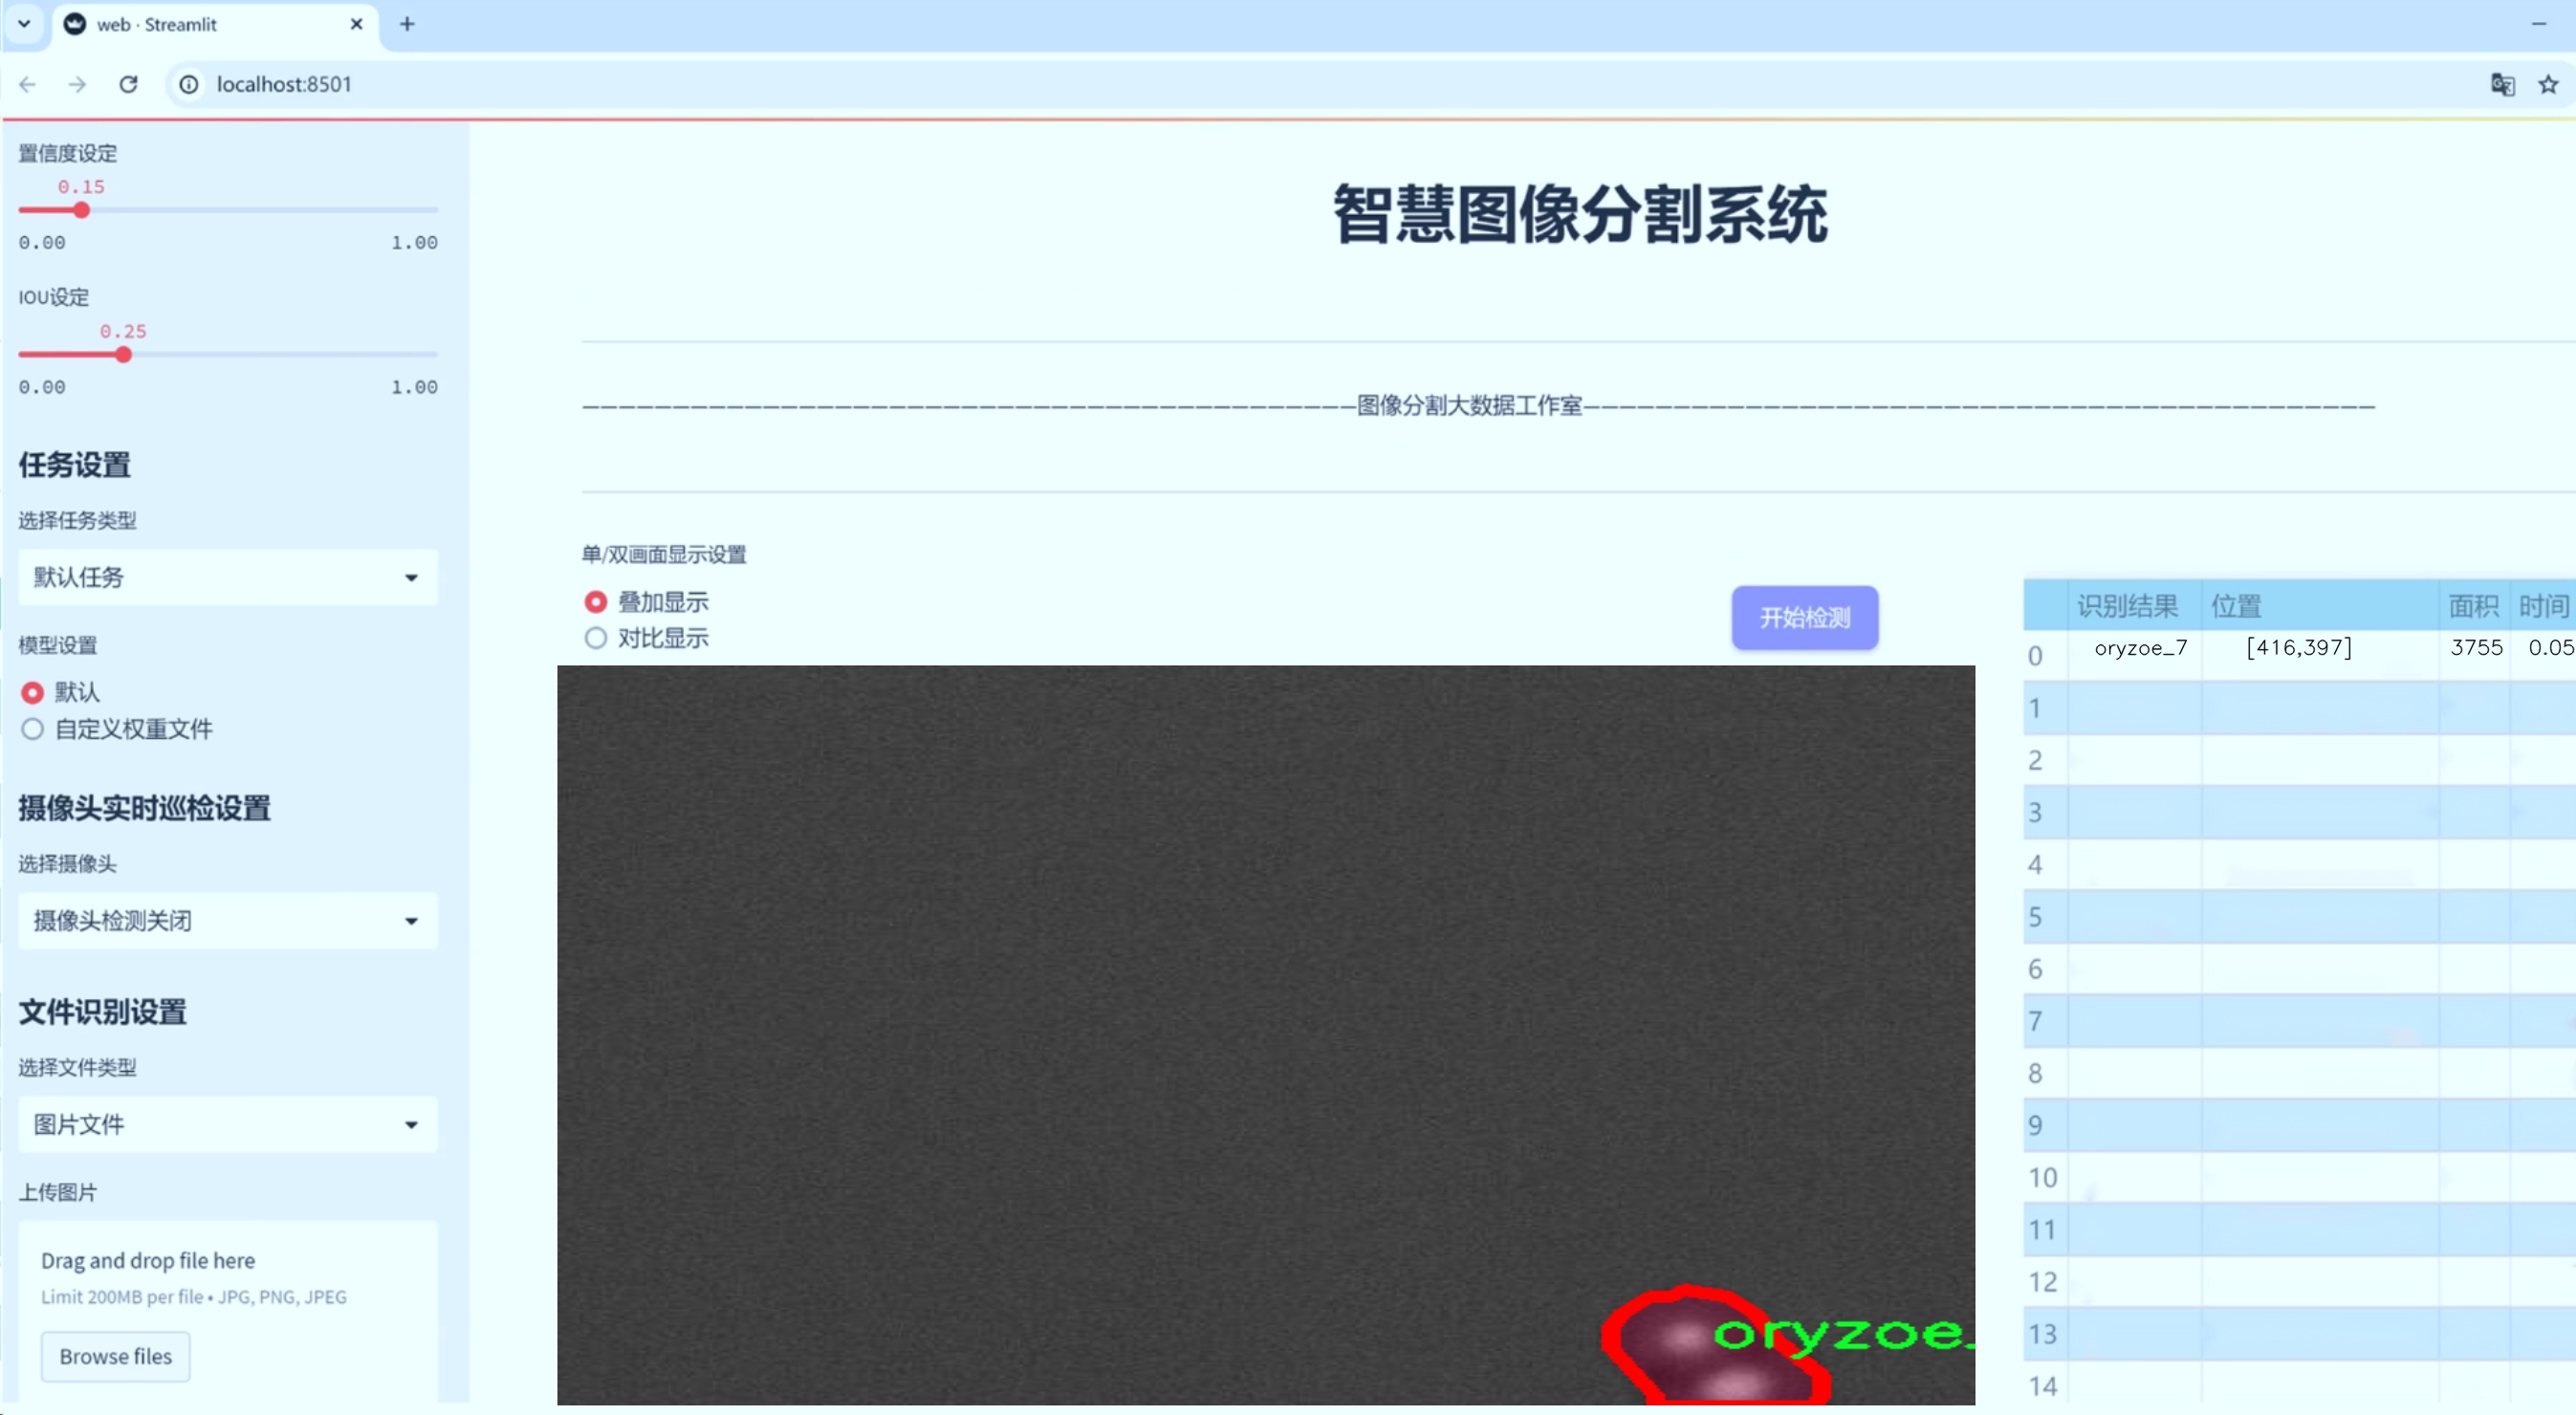 web · Streamlit
localhost:8501
置信度设定
0.15
0.00 1.00
IOU设定
0.25
0.00 1.00
任务设置
选择任务类型
默认任务
模型设置
默认
自定义权重文件
摄像头实时巡检设置
选择摄像头
摄像头检测关闭
文件识别设置
选择文件类型
图片文件
上传图片
Drag and drop file here
Limit 200MB per file • JPG, PNG, JPEG
Browse files
智慧图像分割系统
———————————————————————————————————————————图像分割大数据工作室————————————————————————————————————————————
单/双画面显示设置
叠加显示
对比显示
开始检测
oryzoe_
识别结果 位置 面积 时间
0 oryzoe_7 [416,397] 3755 0.05
1
2
3
4
5
6
7
8
9
10
11
12
13
14